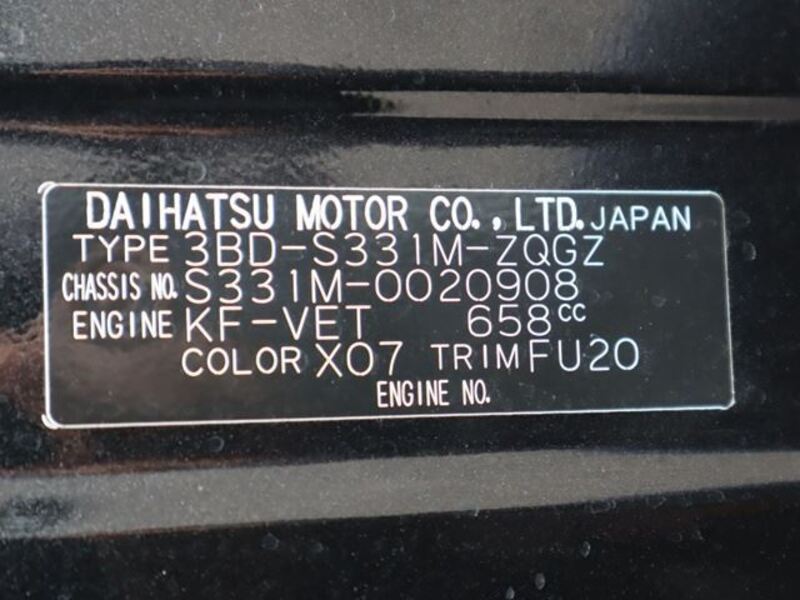 DAIHATSU MOTOR CO., LTD. JAPAN
TYPE 3BD-S331M-ZQGZ
CHASSIS NO. S331M-0020908
ENGINE KF-VET 658cc
COLOR X07 TRIM FU20
ENGINE NO.